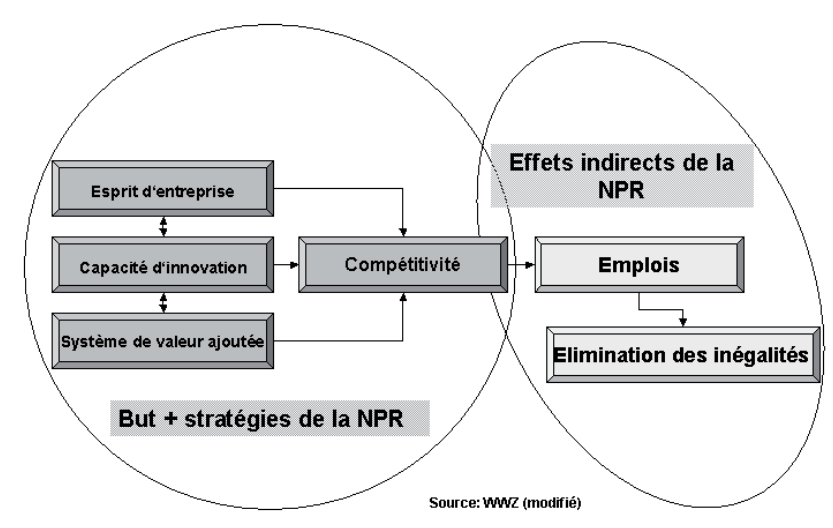 Effets indirects de la
NPR
Esprit d'entreprise
Capacité d'innovation
Compétitivité
Emplois
Système de valeur ajoutée
Elimination des inégalités
But + stratégies de la NPR
Source: WWZ (modifié)